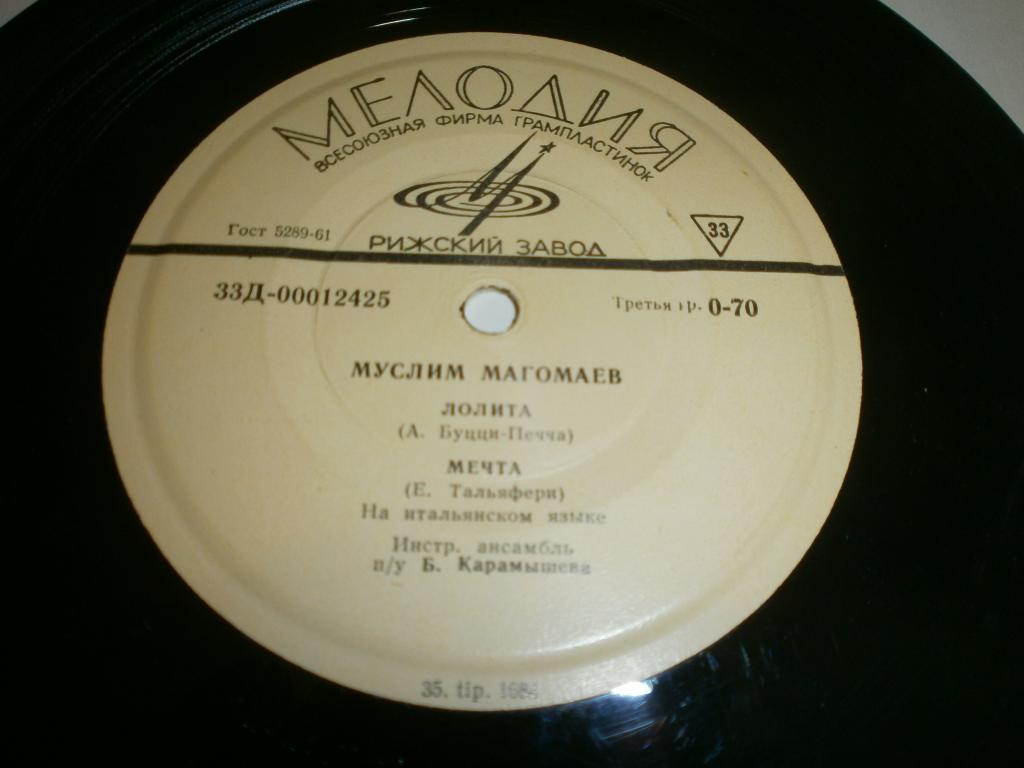 МЕЛОДИЯ
ВСЕСОЮЗНАЯ ФИРМА ГРАМПЛАСТИНОК
Гост 5289-61
РИЖСКИЙ ЗАВОД
33
33Д-00012425
Третья гр. 0-70
МУСЛИМ МАГОМАЕВ
ЛОЛИТА
(А. Буцци-Печча)
МЕЧТА
(Е. Тальяфери)
На итальянском языке
Инстр. ансамбль
п/у Б. Карамышева
35. tip.